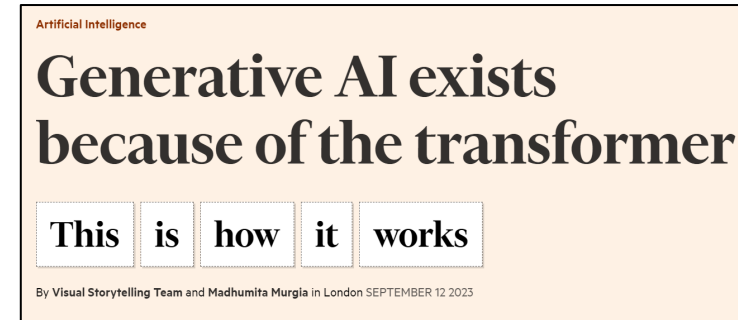 Artificial Intelligence
Generative AI exists
because of the transformer
This is how it works
By Visual Storytelling Team and Madhumita Murgia in London SEPTEMBER 12 2023